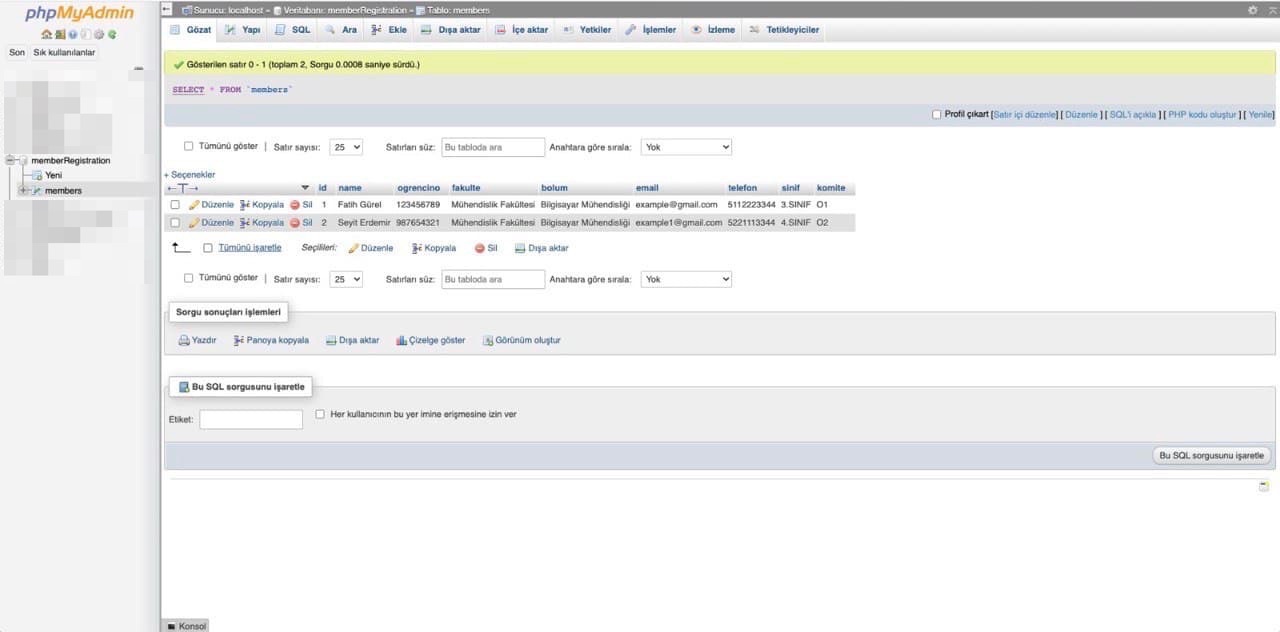 phpMyAdmin
Sunucu: localhost » Veritabanı: memberRegistration » Tablo: members
Gözat Yapı SQL Ara Ekle Dışa aktar İçe aktar Yetkiler İşlemler İzleme Tetikleyiciler
Son Sık kullanılanlar
Gösterilen satır 0 - 1 (toplam 2, Sorgu 0.0008 saniye sürdü.)
SELECT * FROM `members`
Profil çıkart [Satır içi düzenle] [ Düzenle ] [ SQL'i açıkla ] [ PHP kodu oluştur ] [ Yenile]
Tümünü göster | Satır sayısı: 25 Satırları süz: Bu tabloda ara Anahtara göre sırala: Yok
memberRegistration
Yeni
members
+ Seçenekler
←T→ id name ogrencino fakulte bolum email telefon sinif komite
Düzenle Kopyala Sil 1 Fatih Gürel 123456789 Mühendislik Fakültesi Bilgisayar Mühendisliği example@gmail.com 5112223344 3.SINIF O1
Düzenle Kopyala Sil 2 Seyit Erdemir 987654321 Mühendislik Fakültesi Bilgisayar Mühendisliği example1@gmail.com 5221113344 4.SINIF O2
Tümünü işaretle Seçilileri: Düzenle Kopyala Sil Dışa aktar
Tümünü göster | Satır sayısı: 25 Satırları süz: Bu tabloda ara Anahtara göre sırala: Yok
Sorgu sonuçları işlemleri
Yazdır Panoya kopyala Dışa aktar Çizelge göster Görünüm oluştur
Bu SQL sorgusunu işaretle
Etiket: Her kullanıcının bu yer imine erişmesine izin ver
Bu SQL sorgusunu işaretle
Konsol